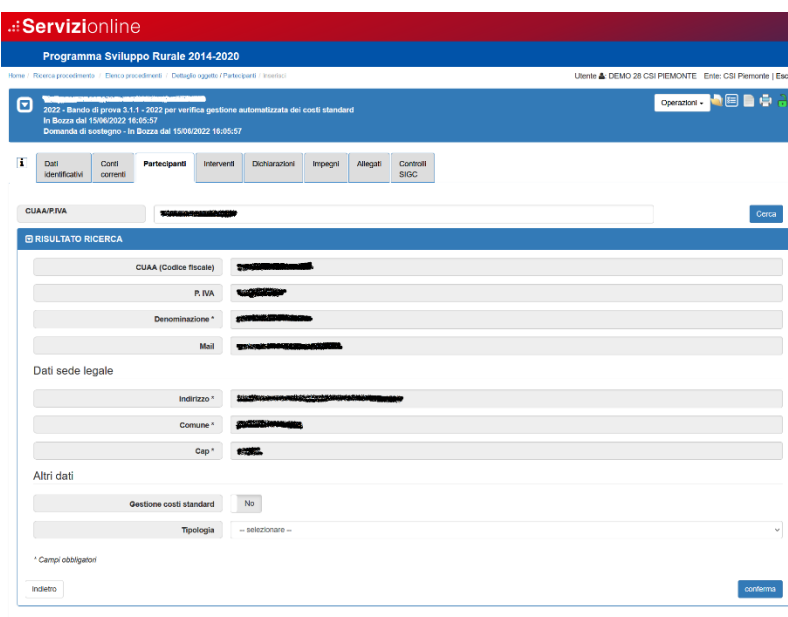 .:: Servizionline
Programma Sviluppo Rurale 2014-2020
Home / Ricerca procedimento / Elenco procedimenti / Dettaglio oggetto / Partecipanti / Inserisci
Utente DEMO 28 CSI PIEMONTE Ente: CSI Piemonte | Esc
2022 - Bando di prova 3.1.1 - 2022 per verifica gestione automatizzata dei costi standard
In Bozza dal 15/06/2022 16:05:57
Domanda di sostegno - In Bozza dal 15/06/2022 16:05:57
Operazioni
Dati identificativi
Conti correnti
Partecipanti
Interventi
Dichiarazioni
Impegni
Allegati
Controlli SIGC
CUAA/P.IVA
Cerca
RISULTATO RICERCA
CUAA (Codice fiscale)
P. IVA
Denominazione *
Mail
Dati sede legale
Indirizzo *
Comune *
Cap *
Altri dati
Gestione costi standard No
Tipologia -- selezionare --
* Campi obbligatori
Indietro
conferma